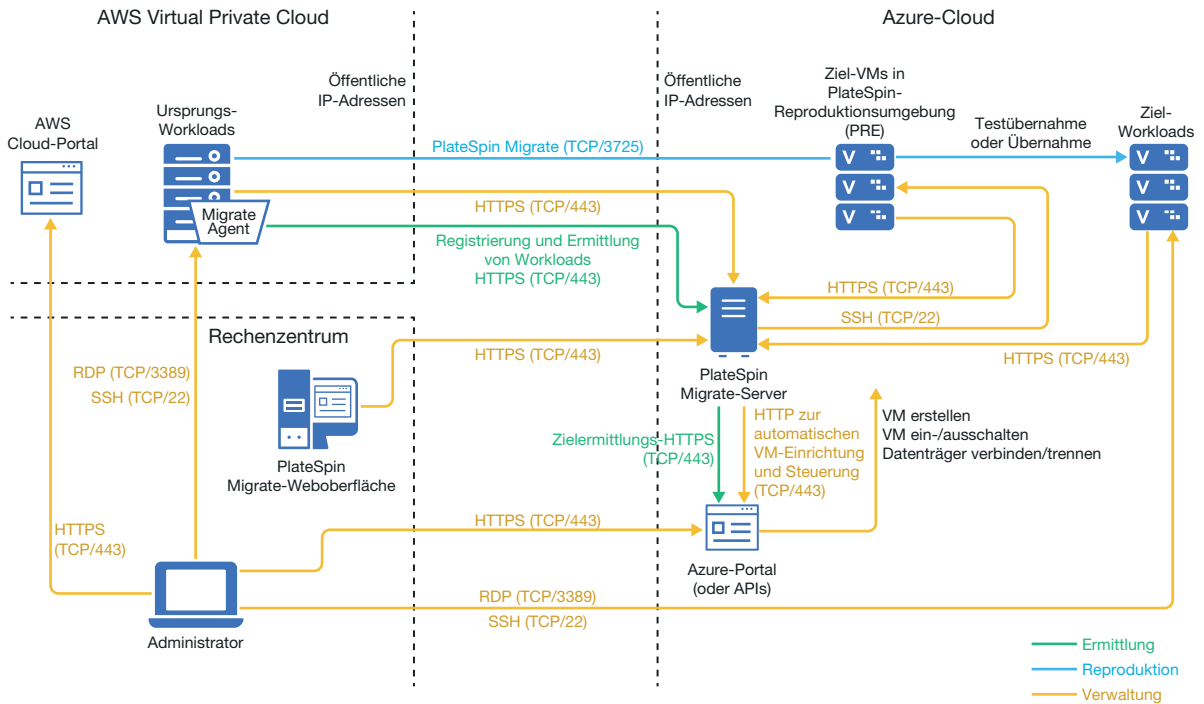 AWS Virtual Private Cloud
Azure-Cloud
Öffentliche
IP-Adressen
Öffentliche
IP-Adressen
Ziel-VMs in
PlateSpin-
Reproduktionsumgebung
(PRE)
Ursprungs-
Workloads
AWS
Cloud-Portal
Testübernahme
oder Übernahme
Ziel-
Workloads
PlateSpin Migrate (TCP/3725)
V
V
V
V
V
V
Migrate
Agent
HTTPS (TCP/443)
Registrierung und Ermittlung
von Workloads
HTTPS (TCP/443)
HTTPS (TCP/443)
SSH (TCP/22)
HTTPS (TCP/443)
Rechenzentrum
HTTPS (TCP/443)
RDP (TCP/3389)
SSH (TCP/22)
PlateSpin
Migrate-Server
PlateSpin
Migrate-Weboberfläche
Zielermittlungs-HTTPS
(TCP/443)
HTTP zur
automatischen
VM-Einrichtung
und Steuerung
(TCP/443)
VM erstellen
VM ein-/ausschalten
Datenträger verbinden/trennen
HTTPS
(TCP/443)
HTTPS (TCP/443)
Azure-Portal
(oder APIs)
RDP (TCP/3389)
SSH (TCP/22)
Administrator
Ermittlung
Reproduktion
Verwaltung